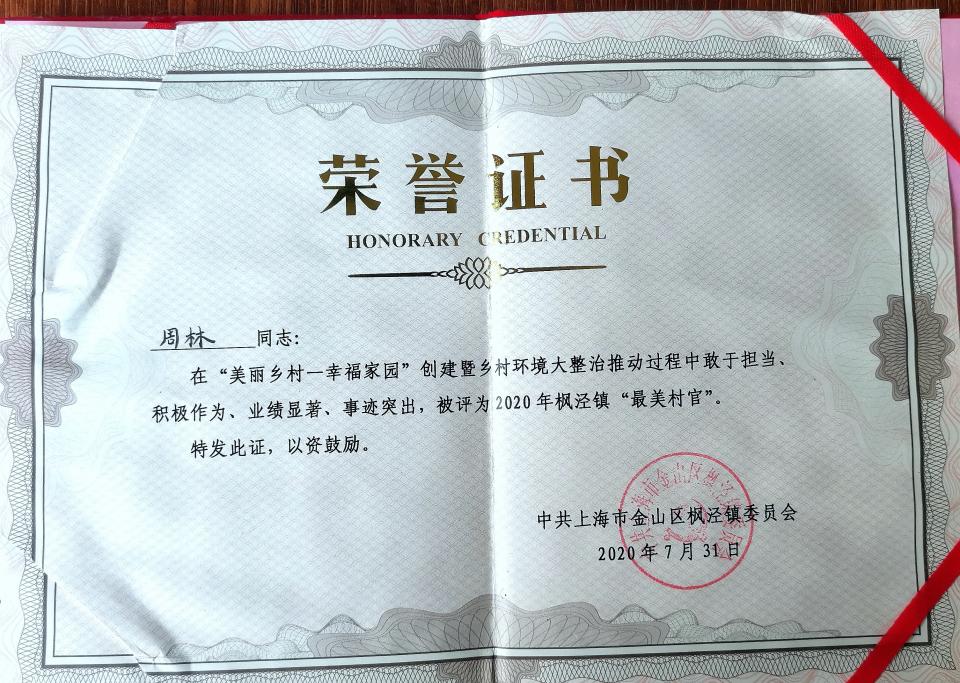 荣誉证书
HONORARY CREDENTIAL
周林 同志：
在“美丽乡村—幸福家园”创建暨乡村环境大整治推动过程中敢于担当、
积极作为、业绩显著、事迹突出，被评为2020年枫泾镇“最美村官”。
特发此证，以资鼓励。
中共上海市金山区枫泾镇委员会
2020年7月31日